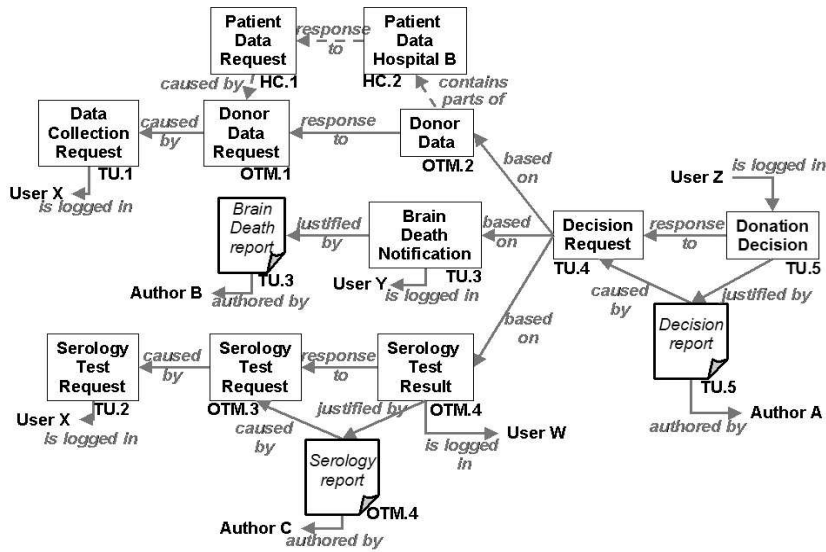 Patient
Data
Request
HC.1
response
to
Patient
Data
Hospital B
HC.2
caused by
contains
parts of
Data
Collection
Request
TU.1
caused
by
Donor
Data
Request
OTM.1
response
to
Donor
Data
OTM.2
User X
is logged in
based
on
User Z
is logged in
Brain
Death
report
TU.3
justified
by
Brain
Death
Notification
TU.3
based
on
Decision
Request
TU.4
response
to
Donation
Decision
TU.5
Author B
authored by
User Y
is logged in
caused
by
justified by
based
on
Decision
report
TU.5
Author A
authored by
Serology
Test
Request
TU.2
caused
by
Serology
Test
Request
OTM.3
response
to
Serology
Test
Result
OTM.4
User X
is logged in
caused
by
justified by
is logged
in
User W
Serology
report
OTM.4
Author C
authored by